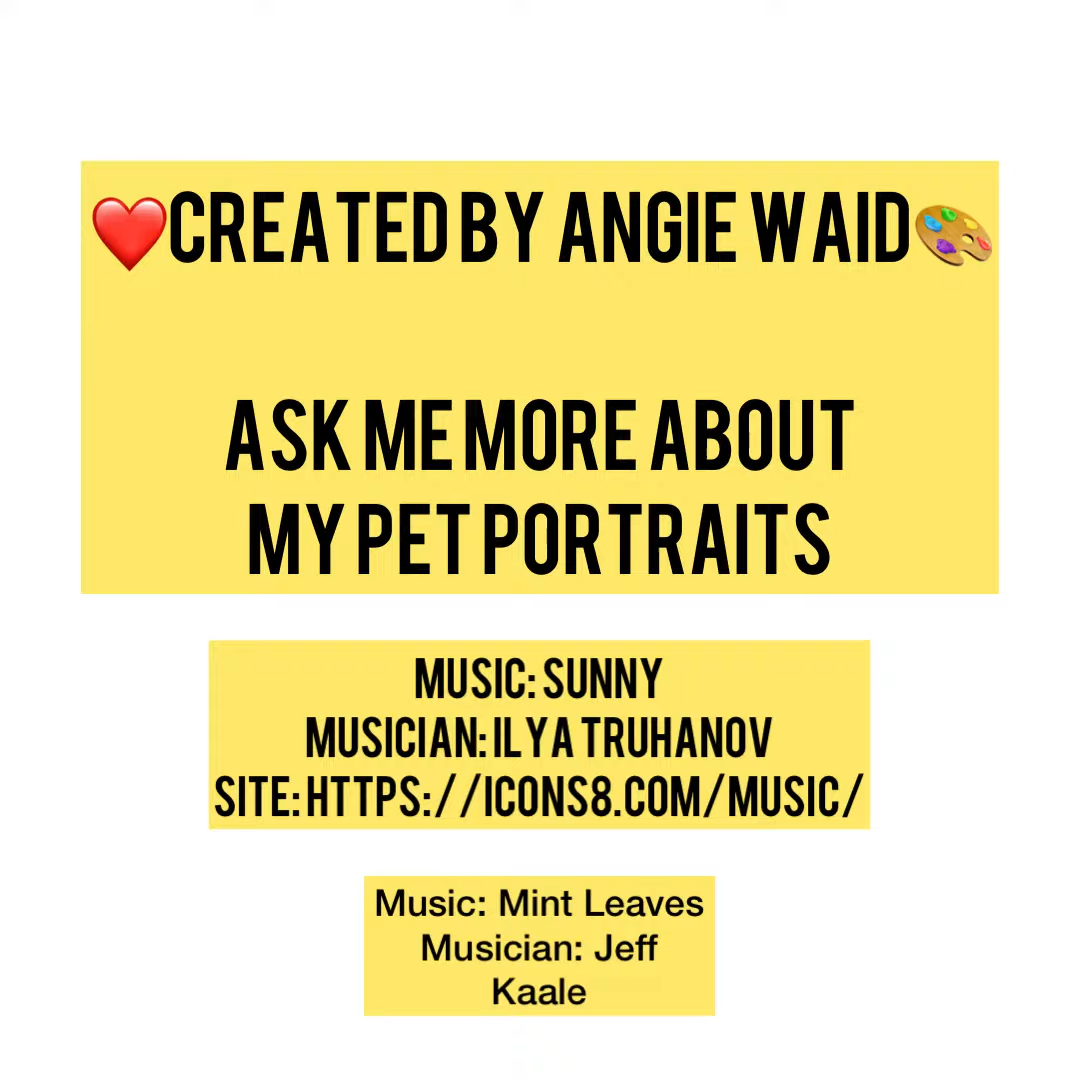 ❤️CREATED BY ANGIE WAID🎨
ASK ME MORE ABOUT
MY PET PORTRAITS
MUSIC: SUNNY
MUSICIAN: ILYA TRUHANOV
SITE: HTTPS://ICONS8.COM/MUSIC/
Music: Mint Leaves
Musician: Jeff
Kaale